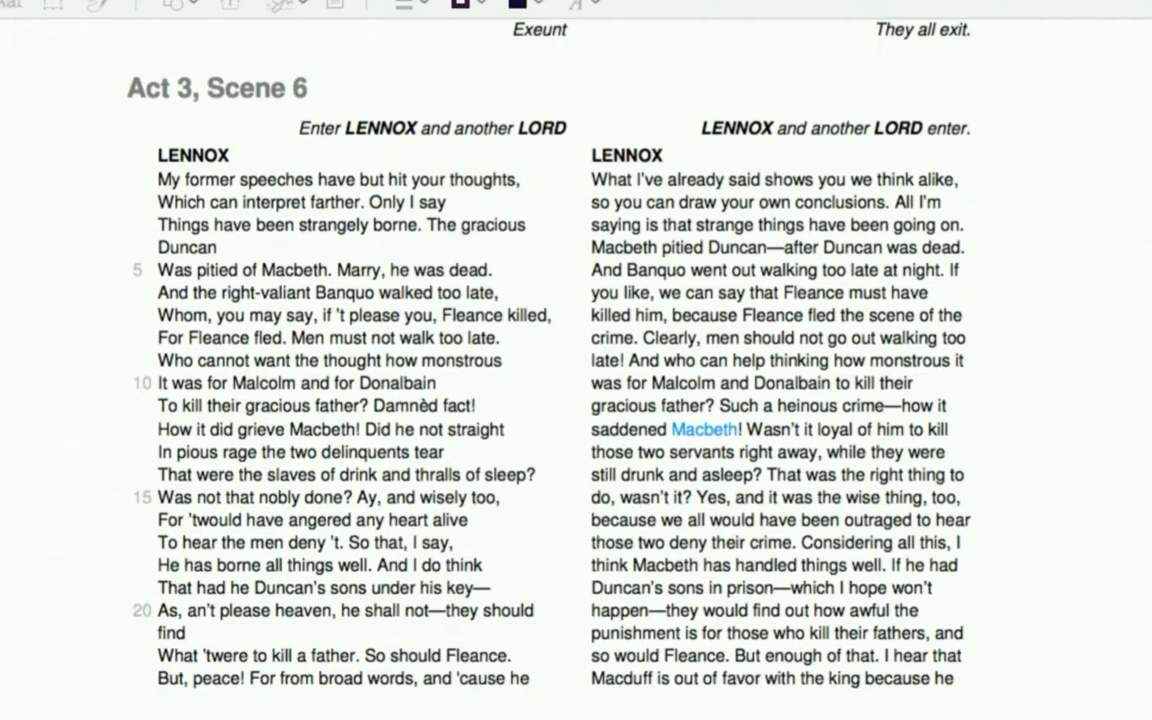 Exeunt
They all exit.
Act 3, Scene 6
Enter LENNOX and another LORD
LENNOX
My former speeches have but hit your thoughts,
Which can interpret farther. Only I say
Things have been strangely borne. The gracious
Duncan
5 Was pitied of Macbeth. Marry, he was dead.
And the right-valiant Banquo walked too late,
Whom, you may say, if 't please you, Fleance killed,
For Fleance fled. Men must not walk too late.
Who cannot want the thought how monstrous
10 It was for Malcolm and for Donalbain
To kill their gracious father? Damnèd fact!
How it did grieve Macbeth! Did he not straight
In pious rage the two delinquents tear
That were the slaves of drink and thralls of sleep?
15 Was not that nobly done? Ay, and wisely too,
For 'twould have angered any heart alive
To hear the men deny 't. So that, I say,
He has borne all things well. And I do think
That had he Duncan's sons under his key—
20 As, an't please heaven, he shall not—they should
find
What 'twere to kill a father. So should Fleance.
But, peace! For from broad words, and 'cause he
LENNOX and another LORD enter.
LENNOX
What I've already said shows you we think alike,
so you can draw your own conclusions. All I'm
saying is that strange things have been going on.
Macbeth pitied Duncan—after Duncan was dead.
And Banquo went out walking too late at night. If
you like, we can say that Fleance must have
killed him, because Fleance fled the scene of the
crime. Clearly, men should not go out walking too
late! And who can help thinking how monstrous it
was for Malcolm and Donalbain to kill their
gracious father? Such a heinous crime—how it
saddened Macbeth! Wasn't it loyal of him to kill
those two servants right away, while they were
still drunk and asleep? That was the right thing to
do, wasn't it? Yes, and it was the wise thing, too,
because we all would have been outraged to hear
those two deny their crime. Considering all this, I
think Macbeth has handled things well. If he had
Duncan's sons in prison—which I hope won't
happen—they would find out how awful the
punishment is for those who kill their fathers, and
so would Fleance. But enough of that. I hear that
Macduff is out of favor with the king because he